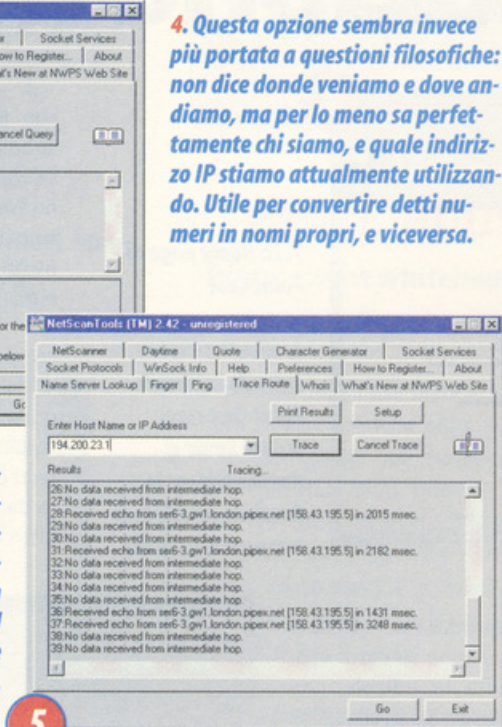 Socket Services
How to Register... About
What's New at NWPS Web Site
Cancel Query
or the
below
4. Questa opzione sembra invece
più portata a questioni filosofiche:
non dice donde veniamo e dove an-
diamo, ma per lo meno sa perfet-
tamente chi siamo, e quale indiriz-
zo IP stiamo attualmente utilizzan-
do. Utile per convertire detti nu-
meri in nomi propri, e viceversa.
NetScanTools (TM) 2.42 - unregistered
NetScanner Daytime Quote Character Generator Socket Services
Socket Protocols WinSock Info Help Preferences How to Register... About
Name Server Lookup Finger Ping Trace Route Whois What's New at NWPS Web Site
Print Results Setup
Enter Host Name or IP Address
194.200.23.1 Trace Cancel Trace
Results Tracing...
26:No data received from intermediate hop.
27:No data received from intermediate hop.
28:Received echo from ser6-3.gw1.london.pipex.net [158.43.195.5] in 2015 msec.
29:No data received from intermediate hop.
30:No data received from intermediate hop.
31:Received echo from ser6-3.gw1.london.pipex.net [158.43.195.5] in 2182 msec.
32:No data received from intermediate hop.
33:No data received from intermediate hop.
34:No data received from intermediate hop.
35:No data received from intermediate hop.
36:Received echo from ser6-3.gw1.london.pipex.net [158.43.195.5] in 1431 msec.
37:Received echo from ser6-3.gw1.london.pipex.net [158.43.195.5] in 3248 msec.
38:No data received from intermediate hop.
39:No data received from intermediate hop.
Go Exit
5